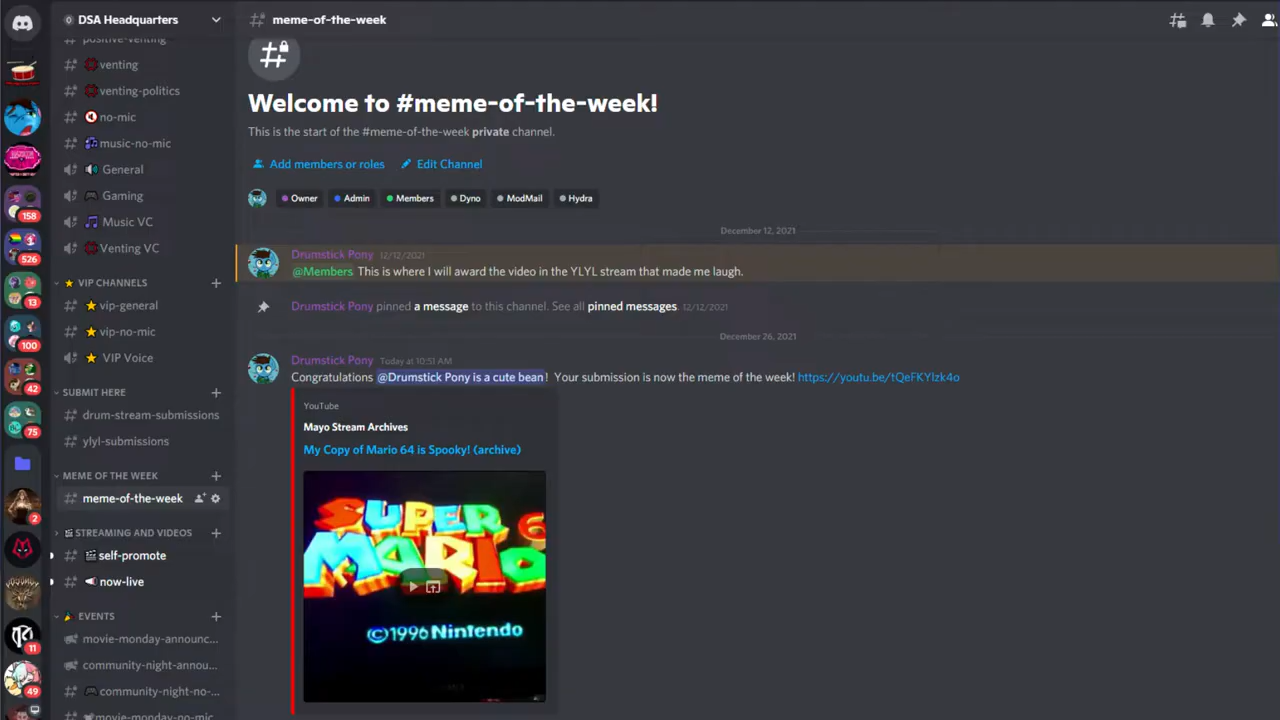 DSA Headquarters
positive-venting
venting
venting-politics
no-mic
music-no-mic
General
Gaming
Music VC
Venting VC
VIP CHANNELS
vip-general
vip-no-mic
VIP Voice
SUBMIT HERE
drum-stream-submissions
ylyl-submissions
MEME OF THE WEEK
meme-of-the-week
STREAMING AND VIDEOS
self-promote
now-live
EVENTS
movie-monday-announc...
community-night-annou...
community-night-no-...
movie-monday-no-mic
158
526
13
100
42
75
2
11
49
meme-of-the-week
Welcome to #meme-of-the-week!
This is the start of the #meme-of-the-week private channel.
Add members or roles Edit Channel
Owner Admin Members Dyno ModMail Hydra
December 12, 2021
Drumstick Pony 12/12/2021
@Members This is where I will award the video in the YLYL stream that made me laugh.
Drumstick Pony pinned a message to this channel. See all pinned messages. 12/12/2021
December 26, 2021
Drumstick Pony Today at 10:51 AM
Congratulations @Drumstick Pony is a cute bean! Your submission is now the meme of the week! https://youtu.be/tQeFKYlzk4o
YouTube
Mayo Stream Archives
My Copy of Mario 64 is Spooky! (archive)
SUPER 6
MARIO
©1996 Nintendo